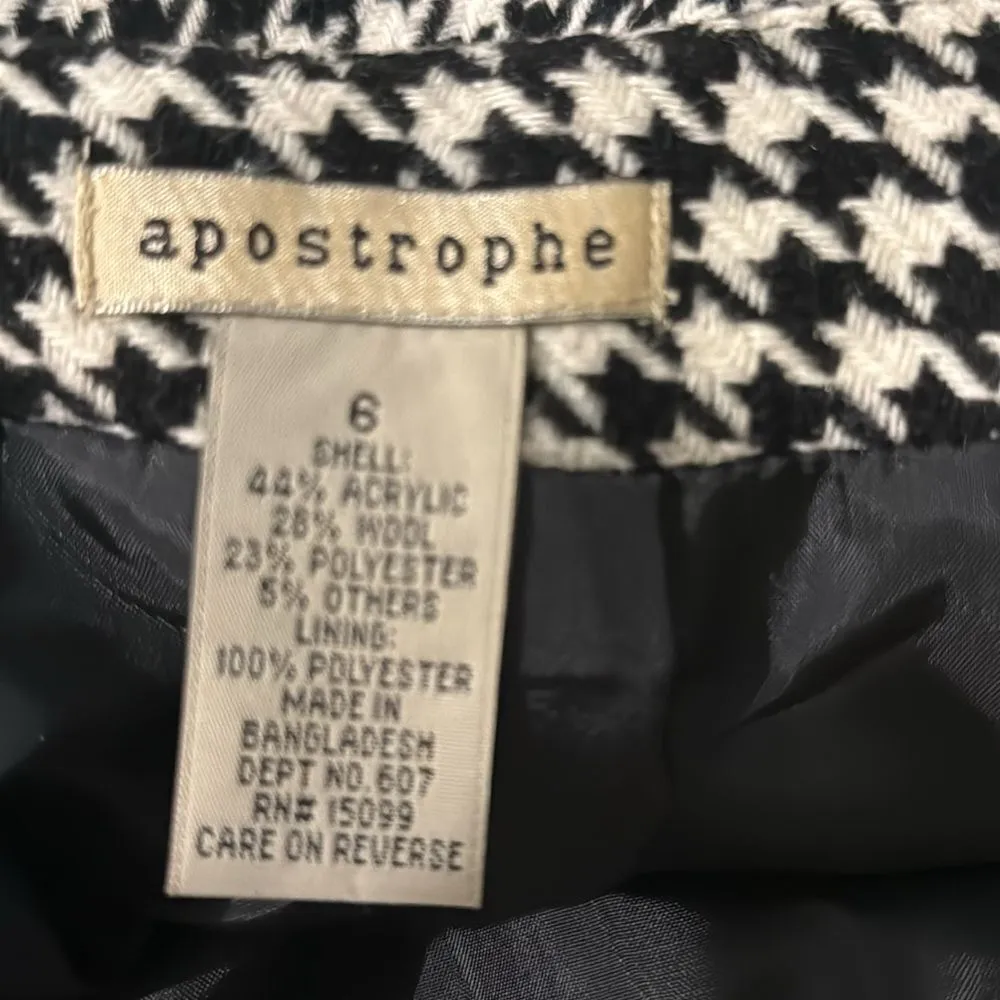 apostrophe
6
SHELL:
44% ACRYLIC
28% WOOL
23% POLYESTER
5% OTHERS
LINING:
100% POLYESTER
MADE IN
BANGLADESH
DEPT NO. 607
RN# 15099
CARE ON REVERSE